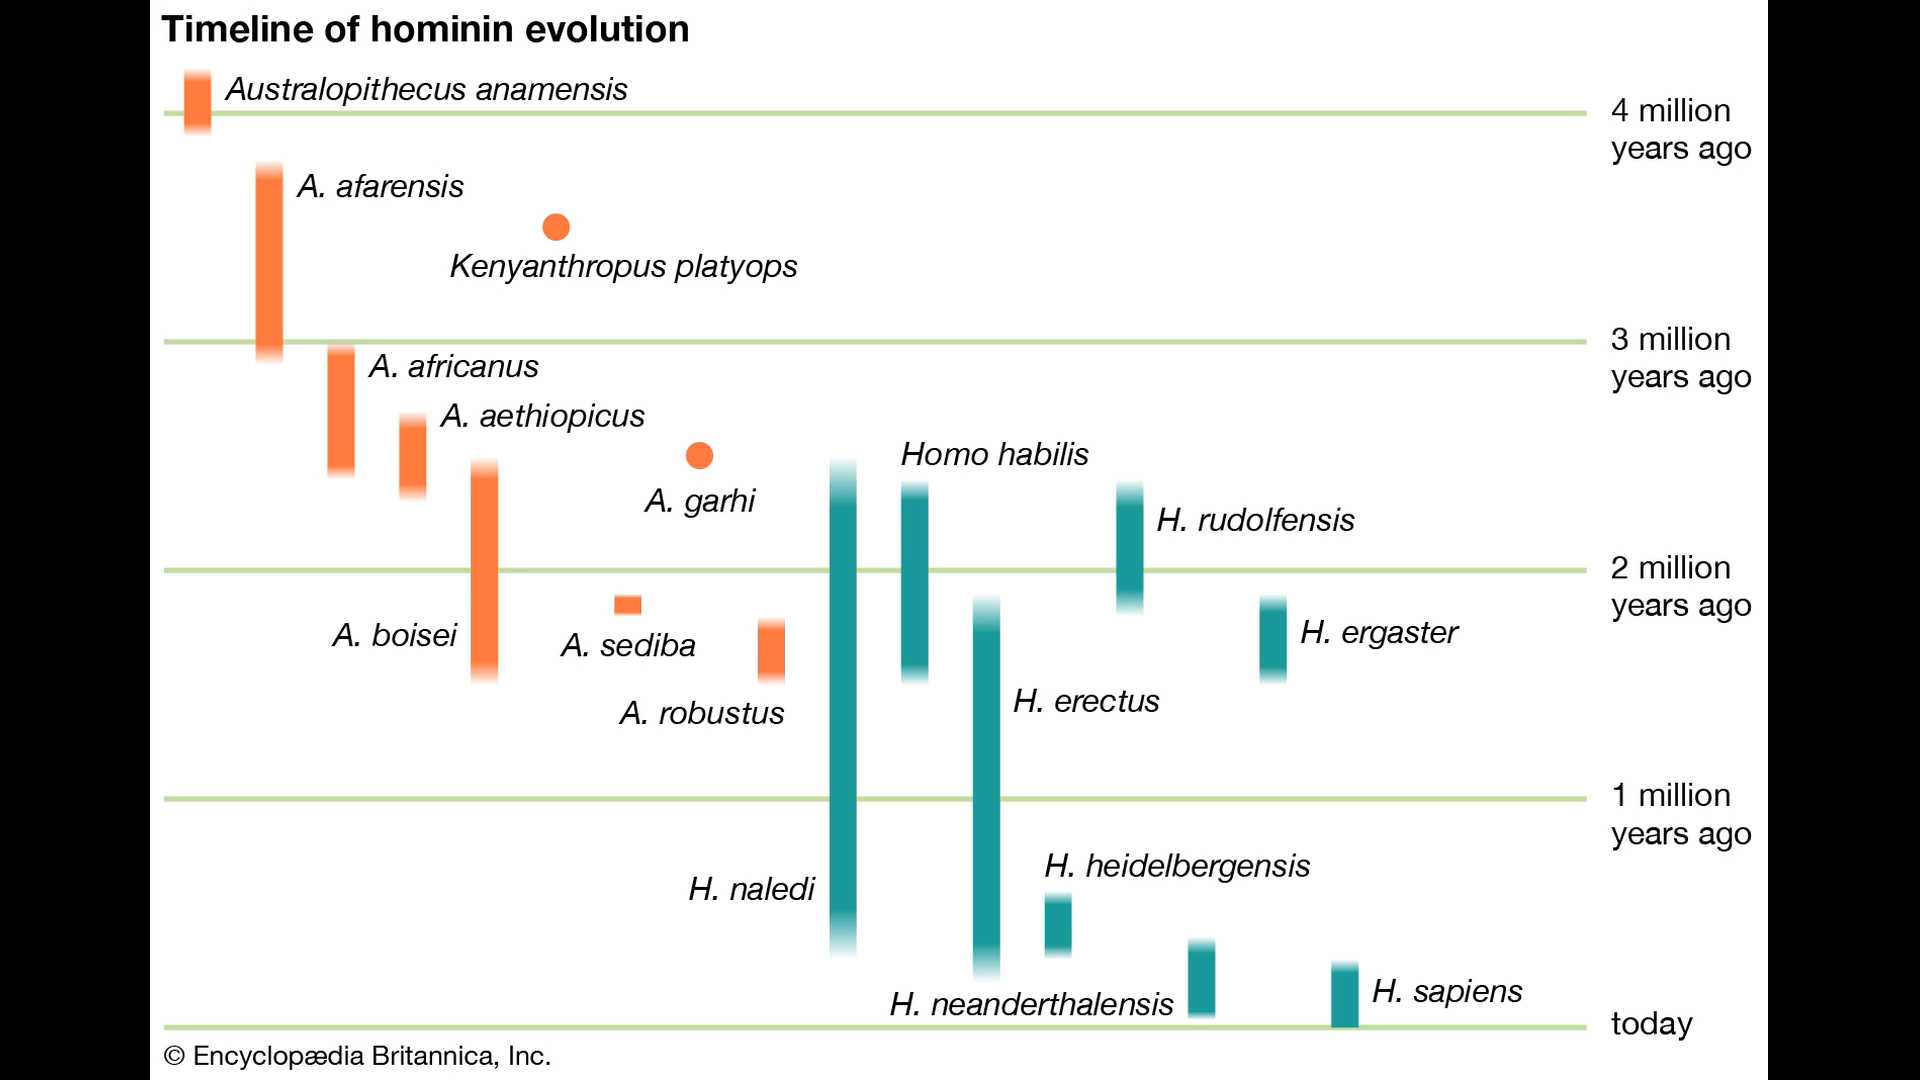 Timeline of hominin evolution
Australopithecus anamensis
4 million
years ago
A. afarensis
Kenyanthropus platyops
3 million
years ago
A. africanus
A. aethiopicus
Homo habilis
A. garhi
H. rudolfensis
2 million
years ago
A. boisei
A. sediba
H. ergaster
A. robustus
H. erectus
1 million
years ago
H. heidelbergensis
H. naledi
H. neanderthalensis
H. sapiens
today
© Encyclopædia Britannica, Inc.